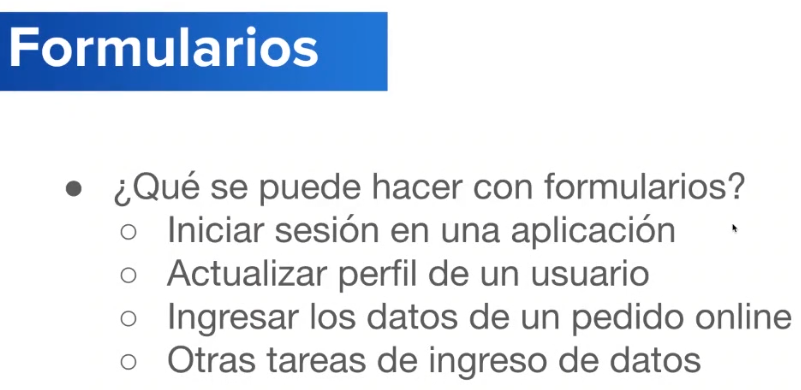 Formularios
● ¿Qué se puede hacer con formularios?
○ Iniciar sesión en una aplicación
○ Actualizar perfil de un usuario
○ Ingresar los datos de un pedido online
○ Otras tareas de ingreso de datos